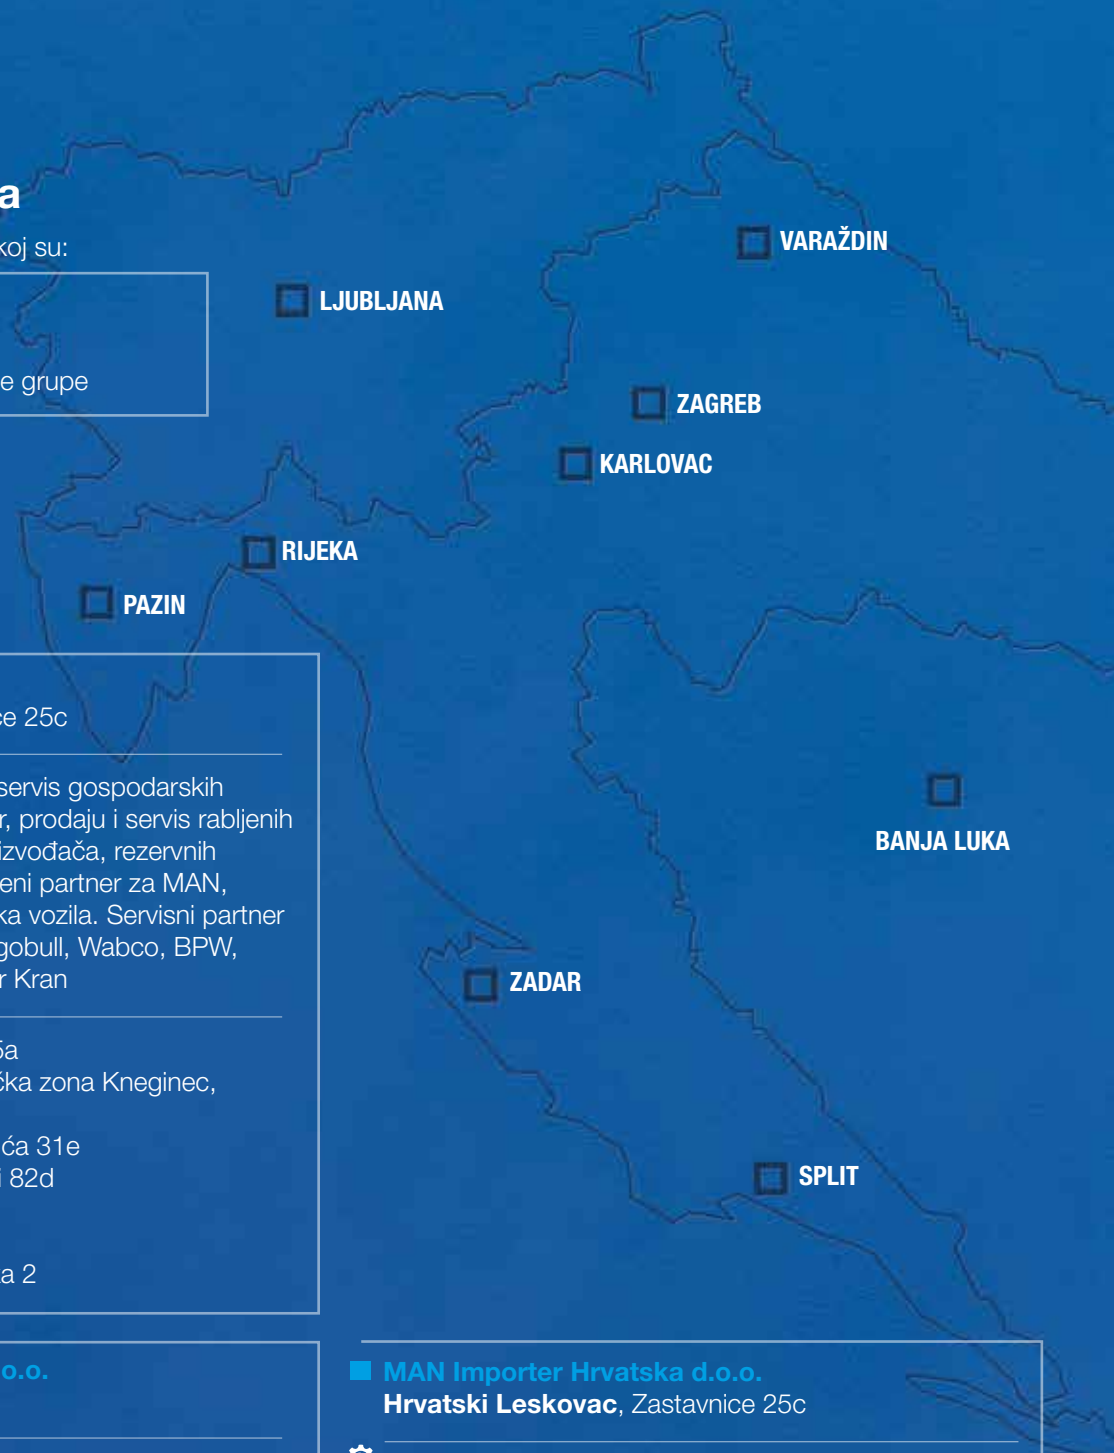 a
koj su:
e grupe
VARAŽDIN
LJUBLJANA
ZAGREB
KARLOVAC
RIJEKA
PAZIN
BANJA LUKA
ZADAR
SPLIT
ce 25c
servis gospodarskih
r, prodaju i servis rabljenih
izvođača, rezervnih
eni partner za MAN,
ka vozila. Servisni partner
gobull, Wabco, BPW,
r Kran
5a
čka zona Kneginec,
ića 31e
i 82d
a 2
o.o.
MAN Importer Hrvatska d.o.o.
Hrvatski Leskovac, Zastavnice 25c